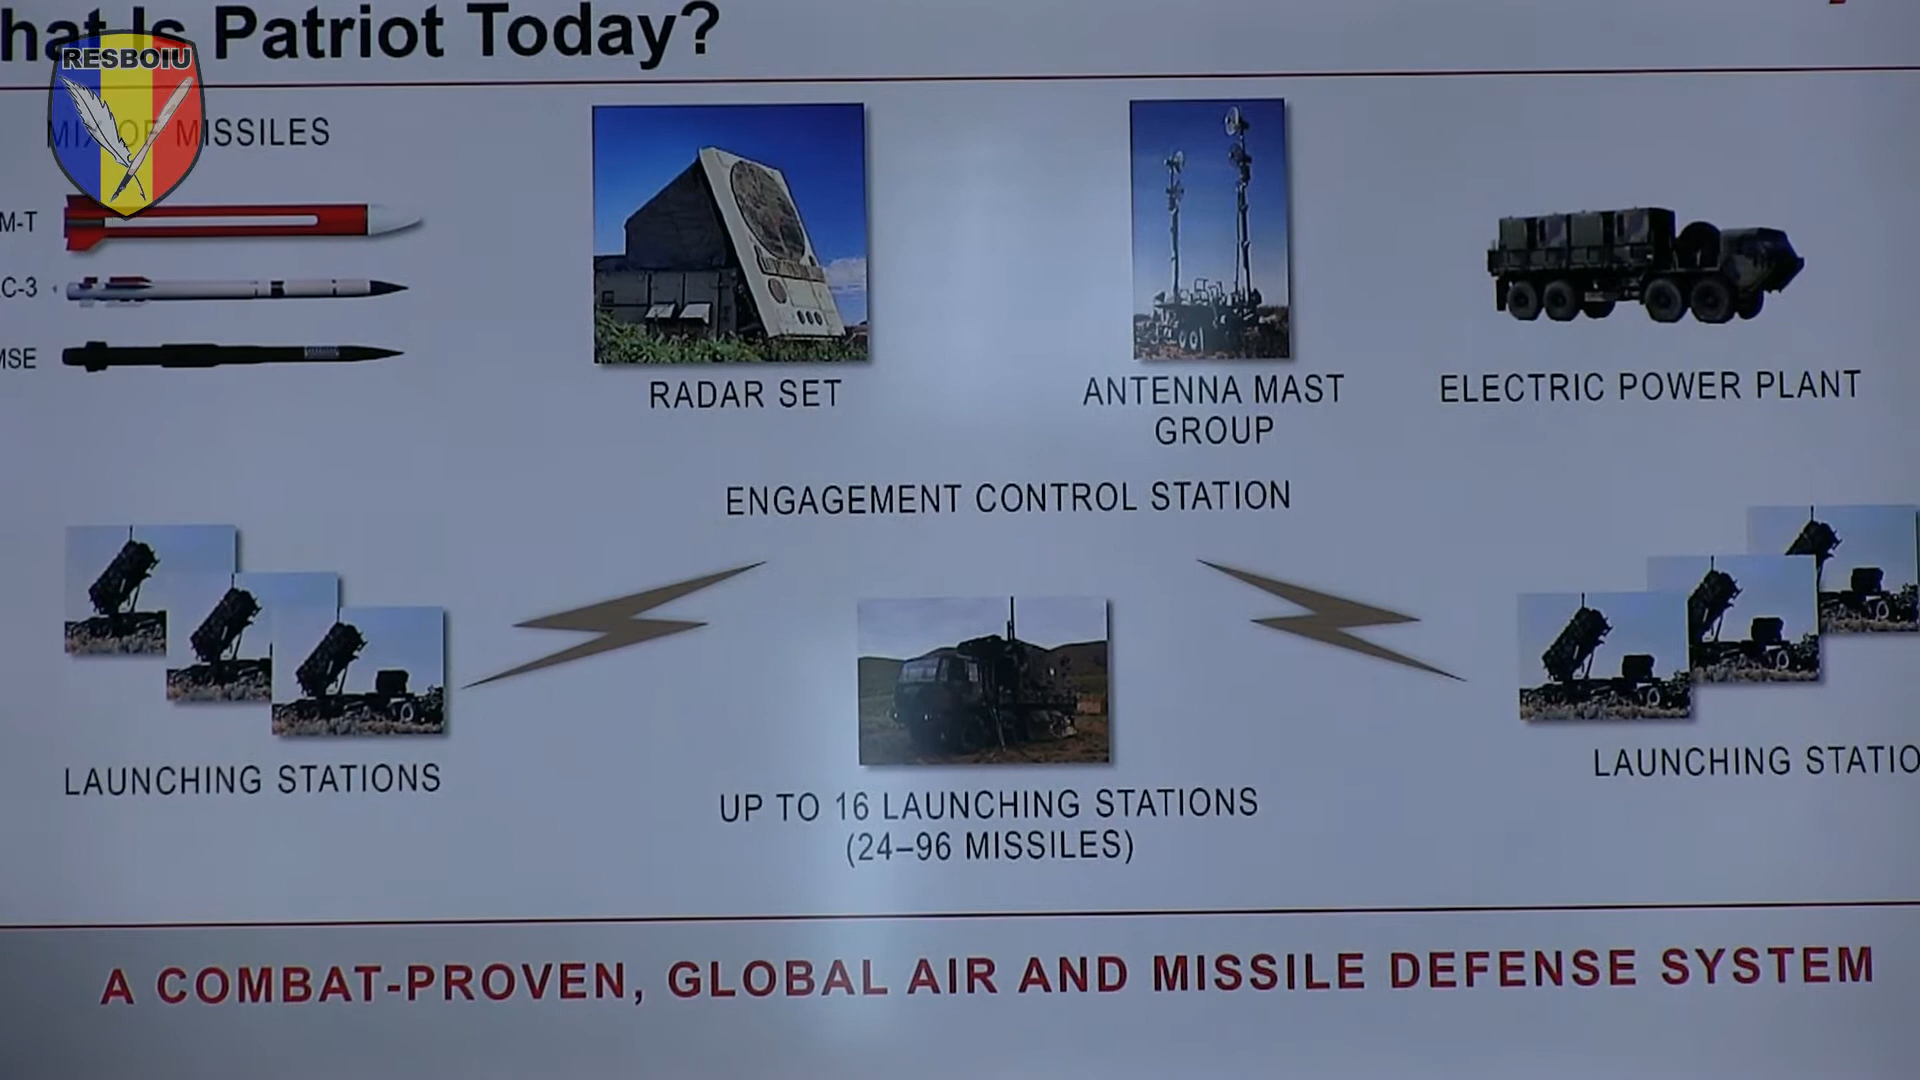 hat Is Patriot Today?
RESBOIU
MIX OF MISSILES
M-T
C-3
MSE
RADAR SET
ANTENNA MAST
GROUP
ELECTRIC POWER PLANT
ENGAGEMENT CONTROL STATION
LAUNCHING STATIONS
UP TO 16 LAUNCHING STATIONS
(24–96 MISSILES)
LAUNCHING STATIO
A COMBAT-PROVEN, GLOBAL AIR AND MISSILE DEFENSE SYSTEM